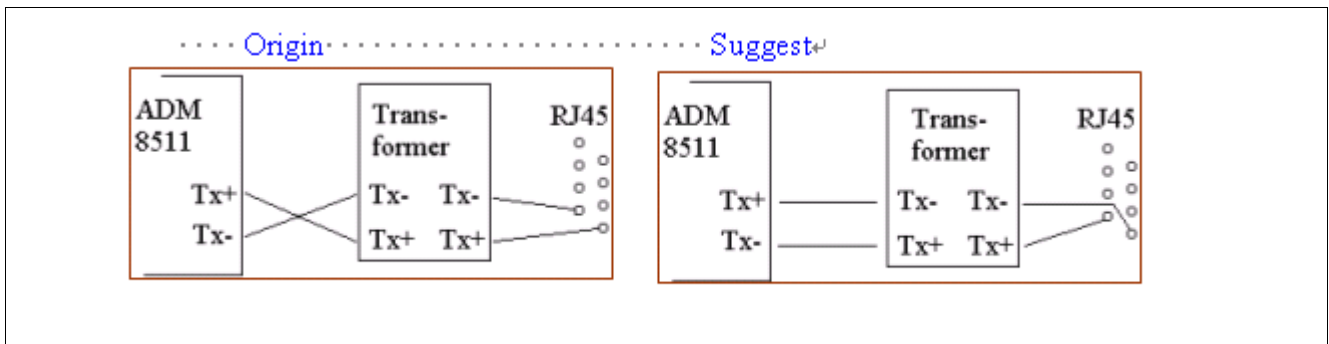 ···· Origin······················ Suggest↵
ADM
8511
Trans-
former
RJ45
Tx+
Tx-
Tx- Tx-
Tx+ Tx+
ADM
8511
Trans-
former
RJ45
Tx+
Tx-
Tx- Tx-
Tx+ Tx+